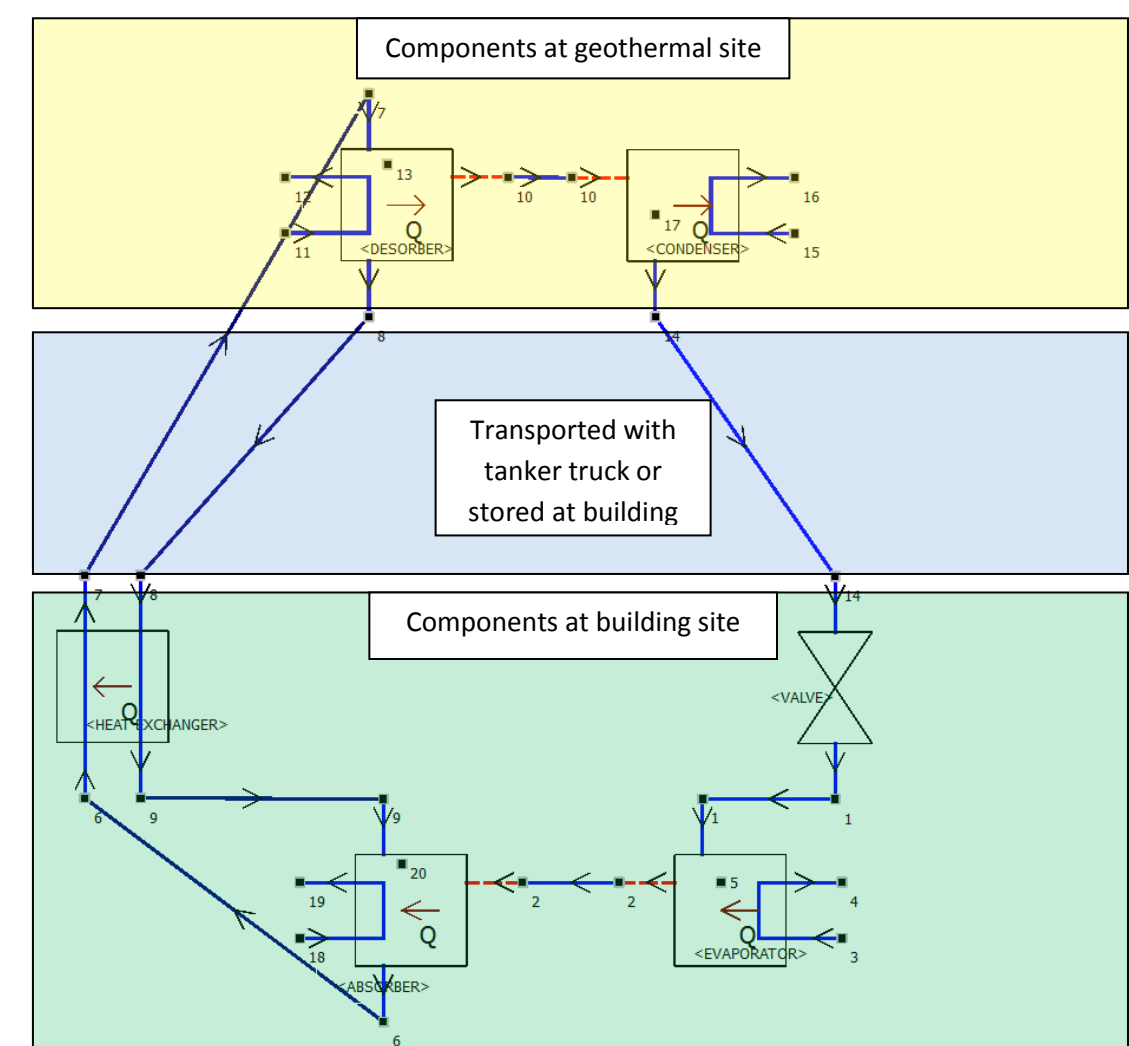 Components at geothermal site
7
13
12
10
10
16
17
Q
Q
<DESORBER>
<CONDENSER>
11
15
8
14
Transported with
tanker truck or
stored at building
7
8
14
Components at building site
<VALVE>
Q
<HEAT EXCHANGER>
6
9
9
1
1
20
5
19
2
2
4
Q
Q
<EVAPORATOR>
18
3
<ABSORBER>
6